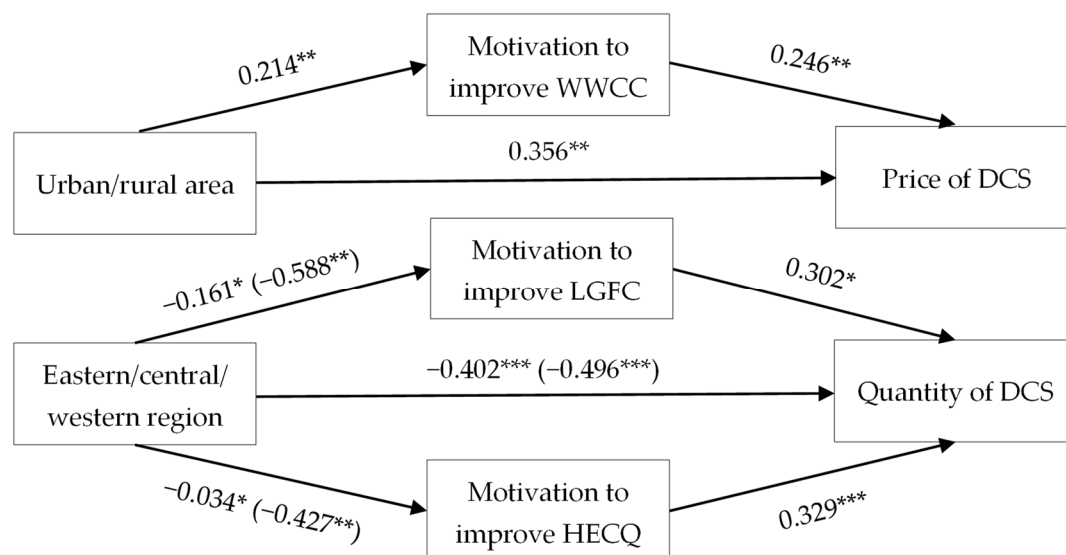 Motivation to
improve WWCC
0.214**
0.246**
Urban/rural area
0.356**
Price of DCS
Motivation to
improve LGFC
−0.161* (−0.588**)
0.302*
Eastern/central/
western region
−0.402*** (−0.496***)
Quantity of DCS
−0.034* (−0.427**)
Motivation to
improve HECQ
0.329***